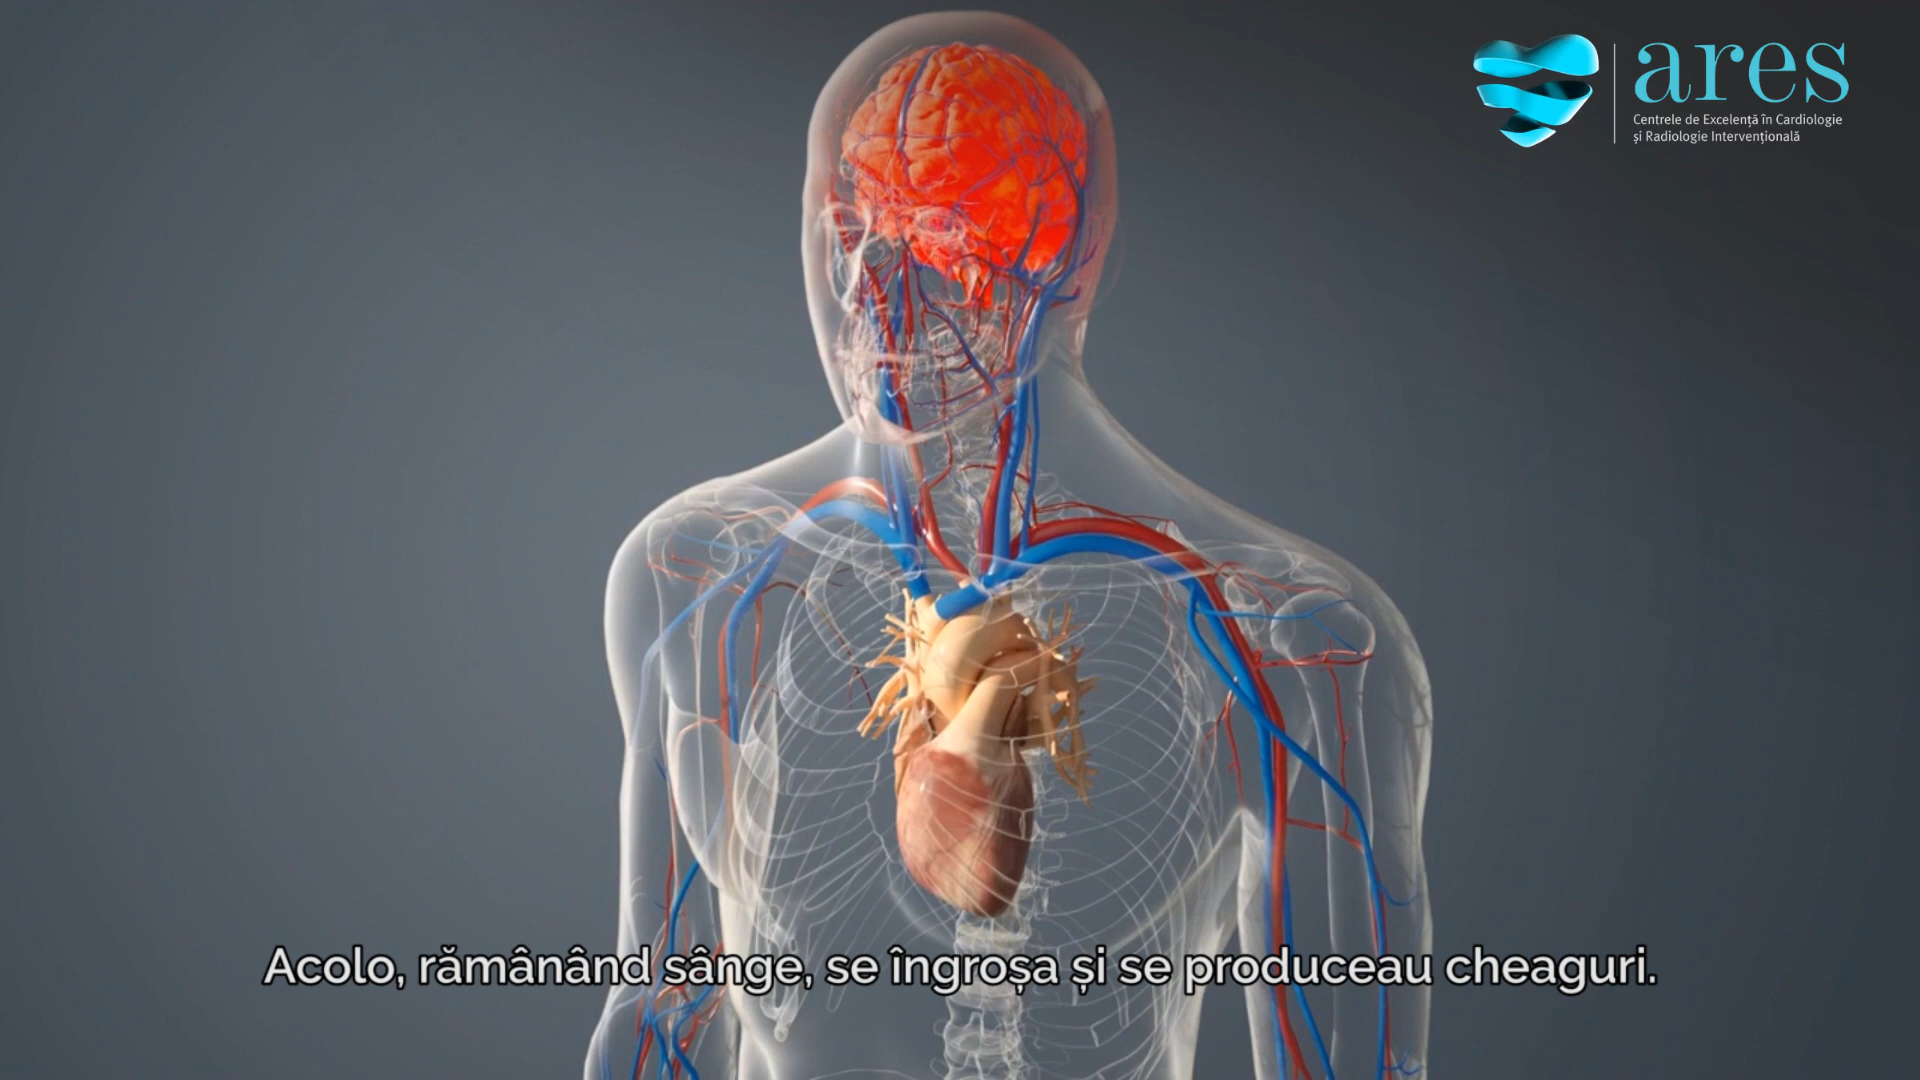 ares
Centrele de Excelență în Cardiologie
și Radiologie Intervențională
Acolo, rămânând sânge, se îngroșa și se produceau cheaguri.